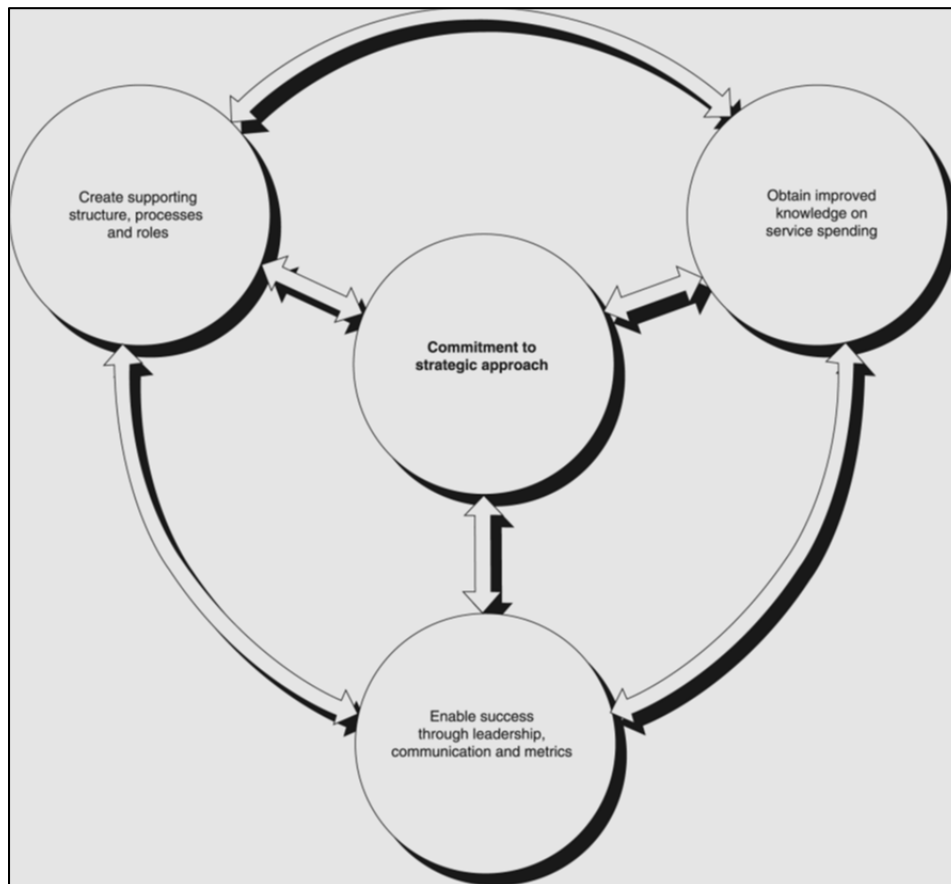 Create supporting
structure, processes
and roles
Obtain improved
knowledge on
service spending
Commitment to
strategic approach
Enable success
through leadership,
communication and metrics